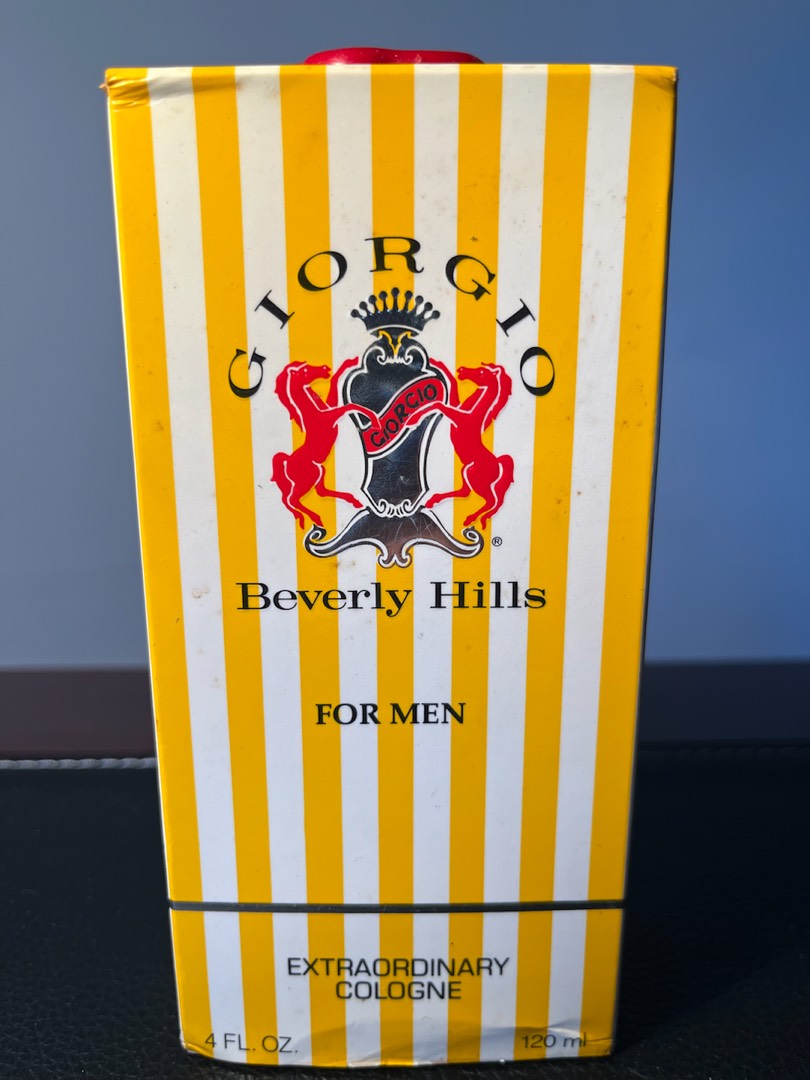 GIORGIO
GIORGIO
®
Beverly Hills
FOR MEN
EXTRAORDINARY
COLOGNE
4 FL. OZ. 120 ml